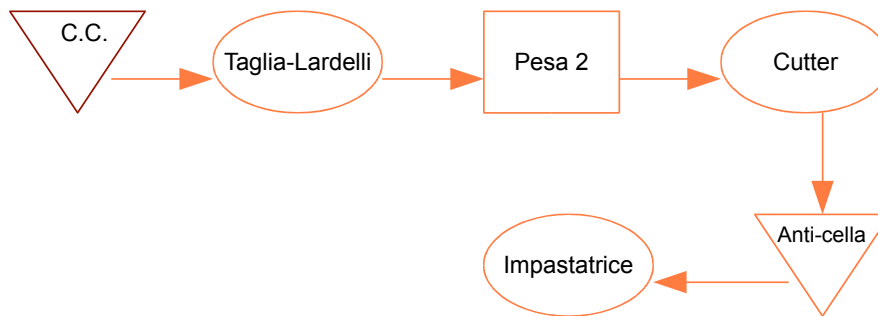 C.C.
Taglia-Lardelli
Pesa 2
Cutter
Anti-cella
Impastatrice